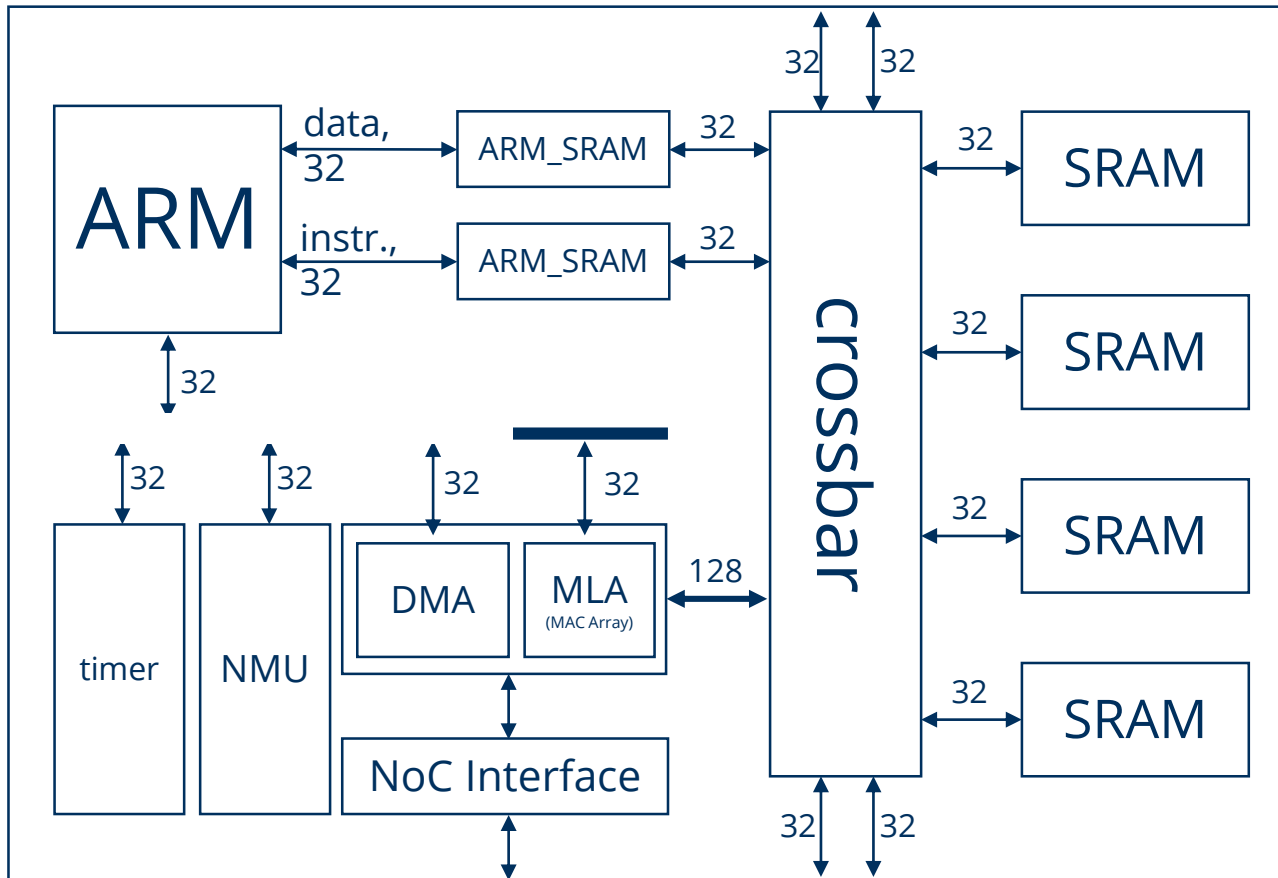 32
32
data,
32
ARM_SRAM
32
32
SRAM
ARM
instr.,
32
ARM_SRAM
32
32
SRAM
crossbar
32
32
32
32
32
32
SRAM
DMA
MLA
(MAC Array)
128
timer
NMU
32
SRAM
NoC Interface
32
32